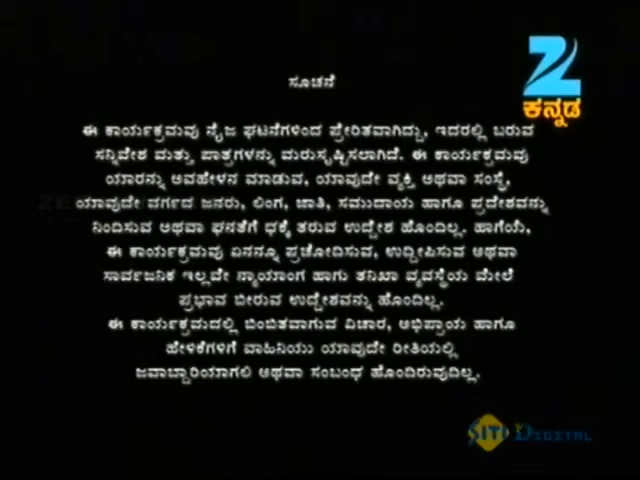 Z
ಕನ್ನಡ
ಸೂಚನೆ
ಈ ಕಾರ್ಯಕ್ರಮವು ನೈಜ ಘಟನೆಗಳಿಂದ ಪ್ರೇರಿತವಾಗಿದ್ದು, ಇದರಲ್ಲಿ ಬರುವ
ಸನ್ನಿವೇಶ ಮತ್ತು ಪಾತ್ರಗಳನ್ನು ಮರುಸೃಷ್ಟಿಸಲಾಗಿದೆ. ಈ ಕಾರ್ಯಕ್ರಮವು
ಯಾರನ್ನು ಅವಹೇಳನ ಮಾಡುವ, ಯಾವುದೇ ವ್ಯಕ್ತಿ ಅಥವಾ ಸಂಸ್ಥೆ,
ಯಾವುದೇ ವರ್ಗದ ಜನರು, ಲಿಂಗ, ಜಾತಿ, ಸಮುದಾಯ ಹಾಗೂ ಪ್ರದೇಶವನ್ನು
ನಿಂದಿಸುವ ಅಥವಾ ಘನತೆಗೆ ಧಕ್ಕೆ ತರುವ ಉದ್ದೇಶ ಹೊಂದಿಲ್ಲ. ಹಾಗೆಯೆ,
ಈ ಕಾರ್ಯಕ್ರಮವು ಏನನ್ನೂ ಪ್ರಚೋದಿಸುವ, ಉದ್ದೀಪಿಸುವ ಅಥವಾ
ಸಾರ್ವಜನಿಕ ಇಲ್ಲವೇ ನ್ಯಾಯಾಂಗ ಹಾಗು ತನಿಖಾ ವ್ಯವಸ್ಥೆಯ ಮೇಲೆ
ಪ್ರಭಾವ ಬೀರುವ ಉದ್ದೇಶವನ್ನು ಹೊಂದಿಲ್ಲ.
ಈ ಕಾರ್ಯಕ್ರಮದಲ್ಲಿ ಬಿಂಬಿತವಾಗುವ ವಿಚಾರ, ಅಭಿಪ್ರಾಯ ಹಾಗೂ
ಹೇಳಿಕೆಗಳಿಗೆ ವಾಹಿನಿಯು ಯಾವುದೇ ರೀತಿಯಲ್ಲಿ
ಜವಾಬ್ದಾರಿಯಾಗಲಿ ಅಥವಾ ಸಂಬಂಧ ಹೊಂದಿರುವುದಿಲ್ಲ.
SITI DIGITAL